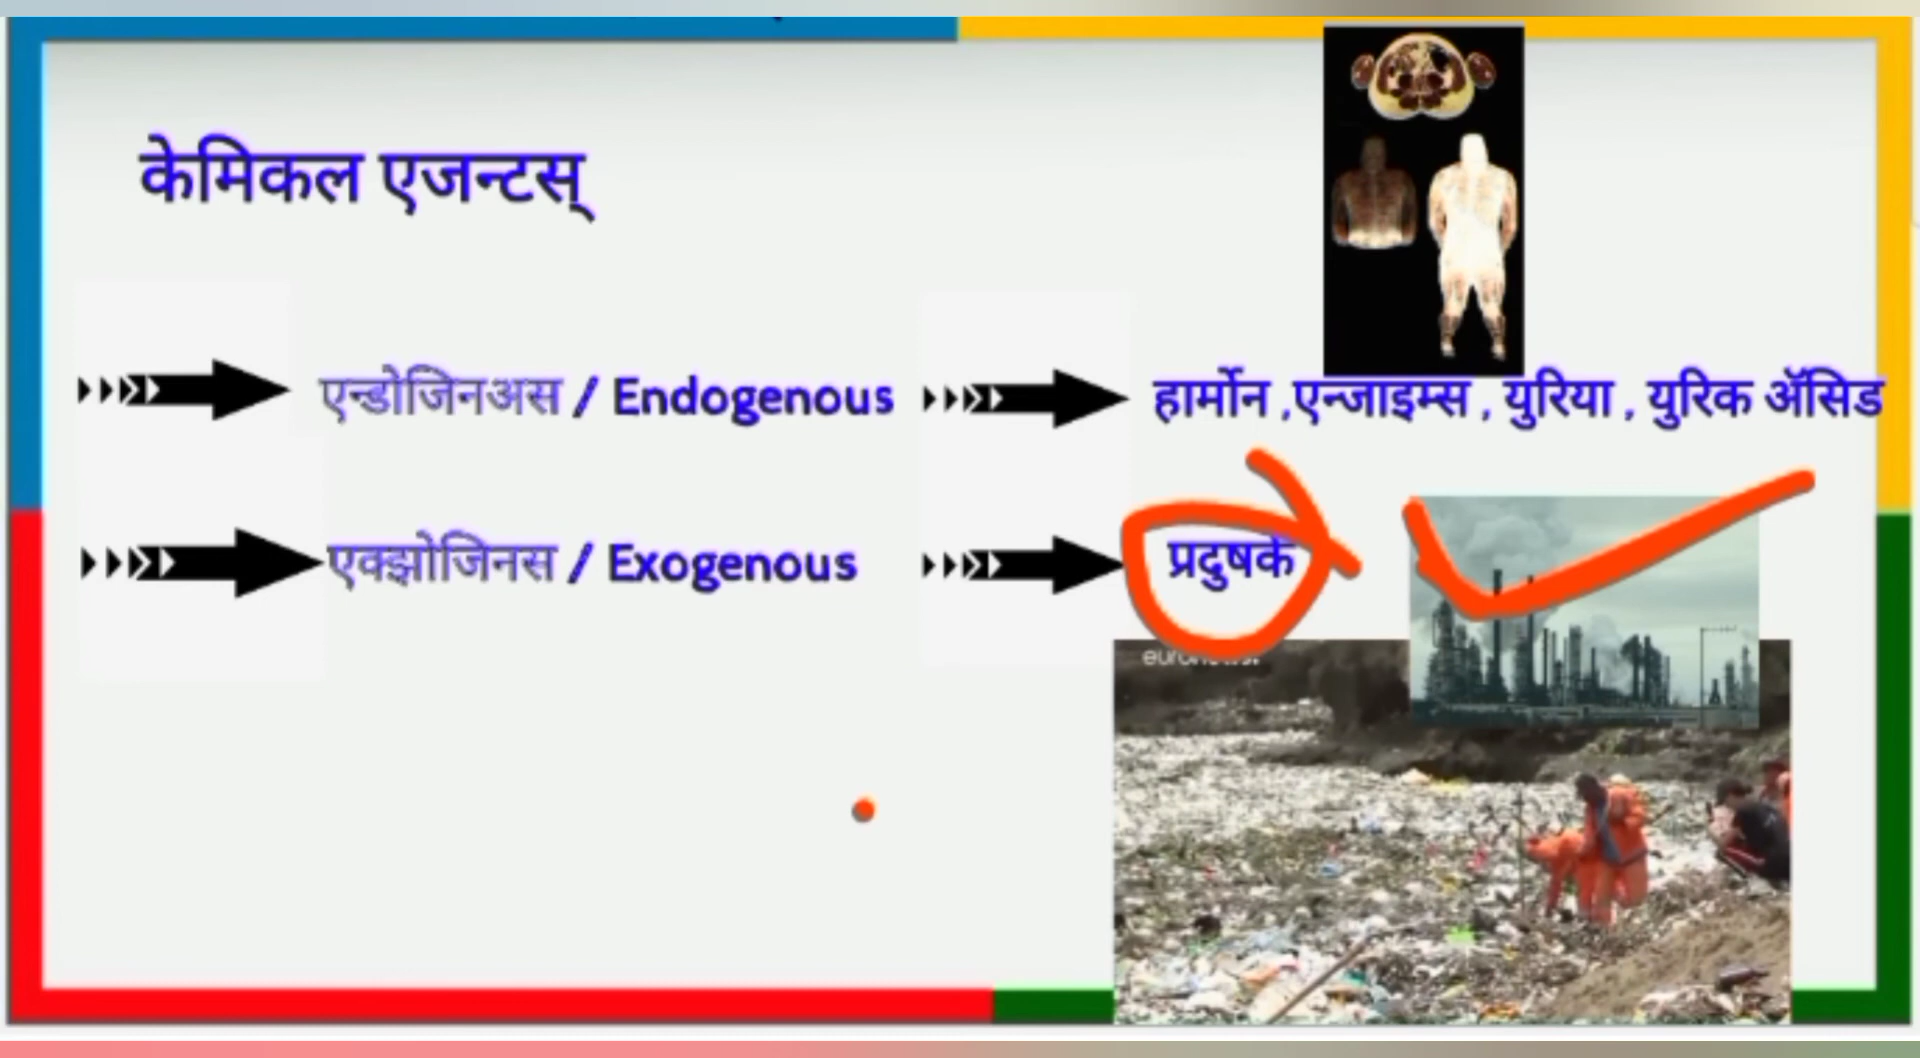 केमिकल एजन्टस्
एन्डोजिनअस / Endogenous हार्मोन ,एन्जाइम्स , युरिया , युरिक ॲसिड
एक्झोजिनस / Exogenous प्रदुषके